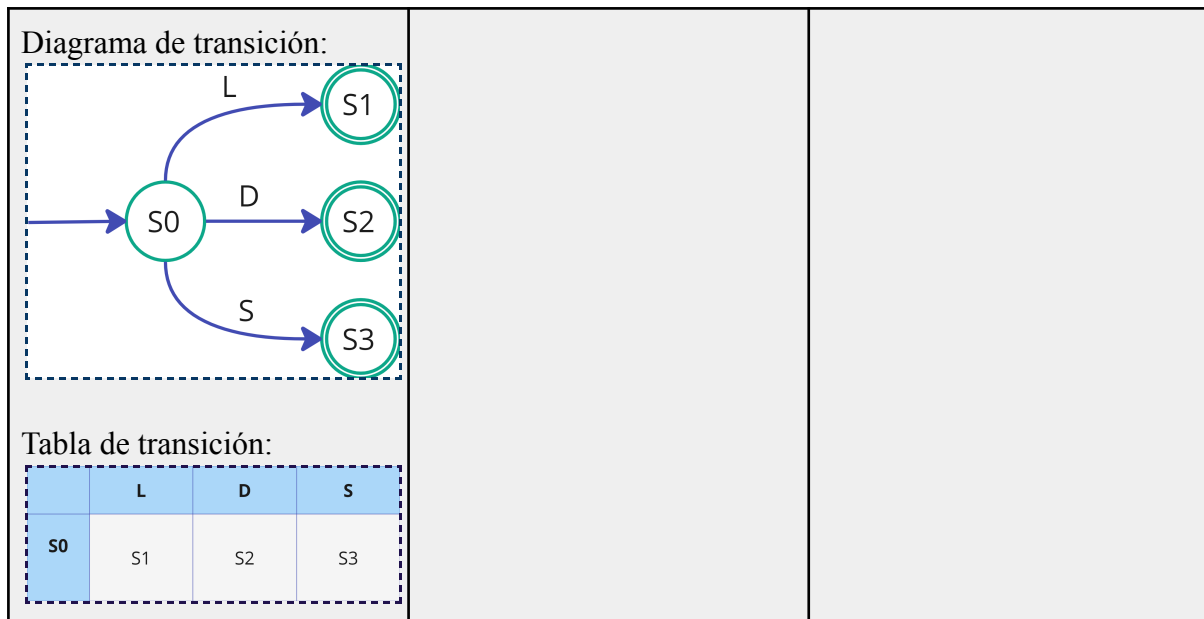 Diagrama de transición:
L
S1
D
S0
S2
S
S3
Tabla de transición:
L D S
S0 S1 S2 S3